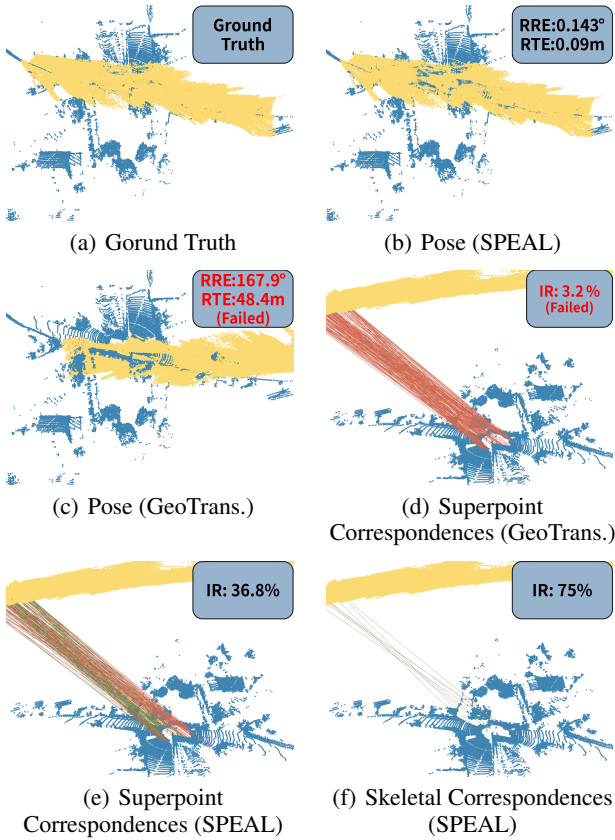 Ground
Truth
RRE:0.143°
RTE:0.09m
(a) Gorund Truth
(b) Pose (SPEAL)
RRE:167.9°
RTE:48.4m
(Failed)
IR: 3.2%
(Failed)
(c) Pose (GeoTrans.)
(d) Superpoint
Correspondences (GeoTrans.)
IR: 36.8%
IR: 75%
(e) Superpoint
Correspondences (SPEAL)
(f) Skeletal Correspondences
(SPEAL)